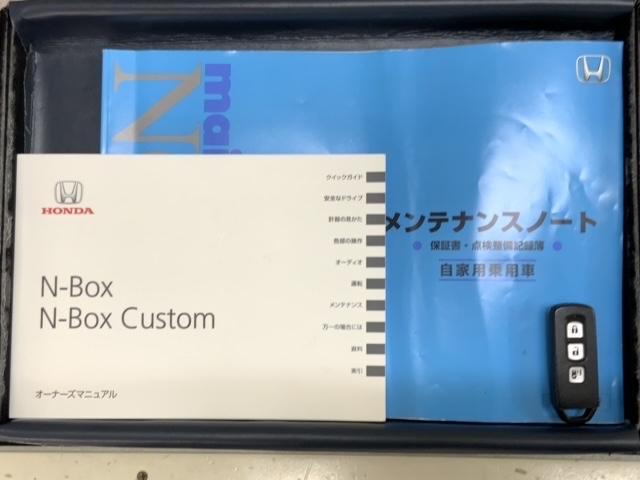 mai
N
メンテナンスノート
保証書・点検整備記録簿
自家用乗用車
HONDA
N-Box
N-Box Custom
オーナーズマニュアル
クイックガイド
安全なドライブ
計器の見かた
各部の操作
オーディオ
運転
メンテナンス
万一の場合には
資料
索引